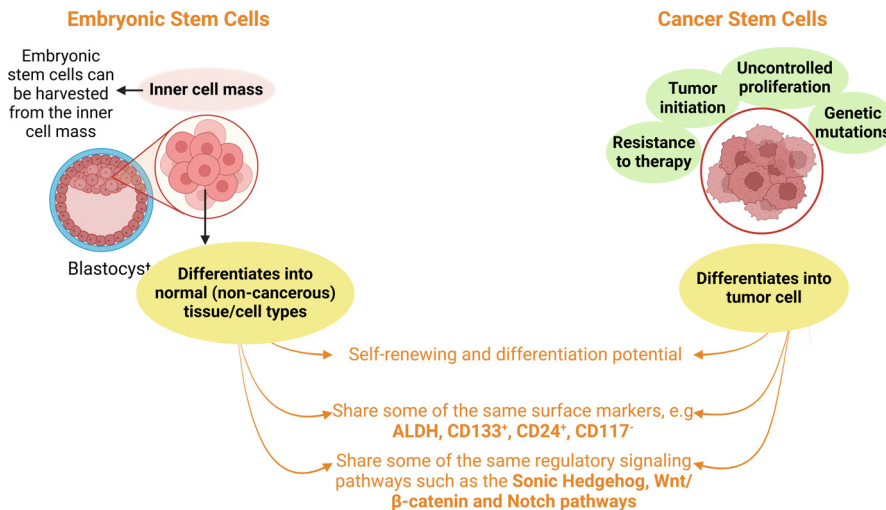 Embryonic Stem Cells
Embryonic
stem cells can
be harvested
from the inner
cell mass
Inner cell mass
Blastocyst
Differentiates into
normal (non-cancerous)
tissue/cell types
Cancer Stem Cells
Resistance
to therapy
Tumor
initiation
Uncontrolled
proliferation
Genetic
mutations
Differentiates into
tumor cell
Self-renewing and differentiation potential
Share some of the same surface markers, e.g
ALDH, CD133⁺, CD24⁺, CD117⁻
Share some of the same regulatory signaling
pathways such as the Sonic Hedgehog, Wnt/
β-catenin and Notch pathways